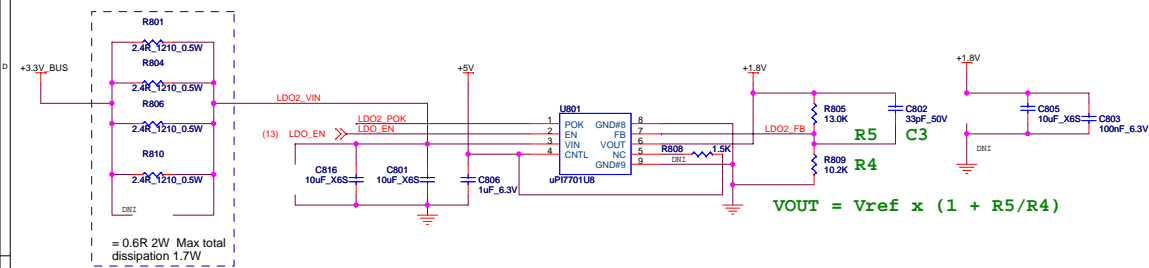 D
+3.3V_BUS
R801
2.4R_1210_0.5W
R804
2.4R_1210_0.5W
R806
2.4R_1210_0.5W
R810
2.4R_1210_0.5W
DNI
= 0.6R 2W Max total
dissipation 1.7W
LDO2_VIN
+5V
LDO2_POK
(13) LDO_EN
LDO_EN
C816
10uF_X6S
C801
10uF_X6S
C806
1uF_6.3V
U801
1 POK GND#8 8
2 EN FB 7
3 VIN VOUT 6
4 CNTL NC 5
GND#9 9
uPI7701U8
R808 1.5K
DNI
+1.8V
LDO2_FB
R805
13.0K
R5
C802
33pF_50V
C3
R809
10.2K
R4
VOUT = Vref x (1 + R5/R4)
+1.8V
C805
10uF_X6S
C803
100nF_6.3V
DNI